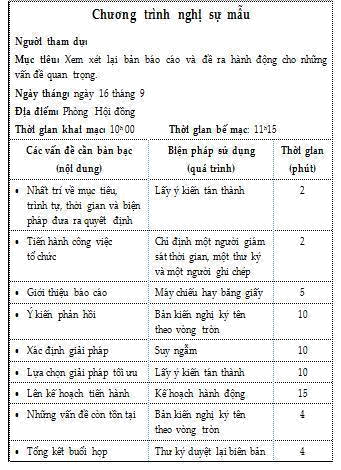 Chương trình nghị sự mẫu
Người tham dự:
Mục tiêu: Xem xét lại bản báo cáo và đề ra hành động cho những
vấn đề quan trọng.
Ngày tháng: ngày 16 tháng 9
Địa điểm: Phòng Hội đồng
Thời gian khai mạc: 10h00 Thời gian bế mạc: 11h15
Các vấn đề cần bàn bạc
(nội dung)
Biện pháp sử dụng
(quá trình)
Thời gian
(phút)
• Nhất trí về mục tiêu,
trình tự, thời gian và biện
pháp đưa ra quyết định
Lấy ý kiến tán thành
2
• Tiến hành công việc
tổ chức
Chỉ định một người giám
sát thời gian, một thư ký
và một người ghi chép
2
• Giới thiệu báo cáo
Máy chiếu hay bảng giấy
5
• Ý kiến phản hồi
Bản kiến nghị ký tên
theo vòng tròn
10
• Xác định giải pháp
Suy ngẫm
10
• Lựa chọn giải pháp tối ưu
Lấy ý kiến tán thành
10
• Lên kế hoạch tiến hành
Kế hoạch hành động
15
• Những vấn đề còn tồn tại
Bản kiến nghị ký tên
theo vòng tròn
4
• Tổng kết buổi họp
Thư ký duyệt lại biên bản
4